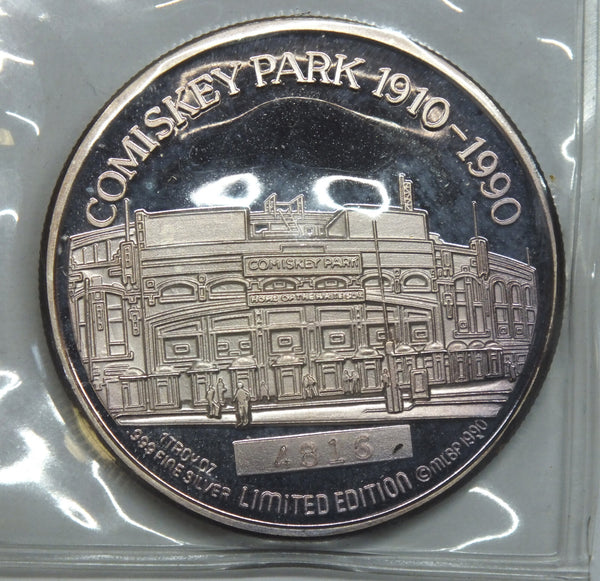 COMISKEY PARK 1910-1990
COMISKEY PARK
HOME OF THE WHITE SOX
4816
1 TROY OZ.
.999 FINE SILVER
LIMITED EDITION
© MLBP 1990